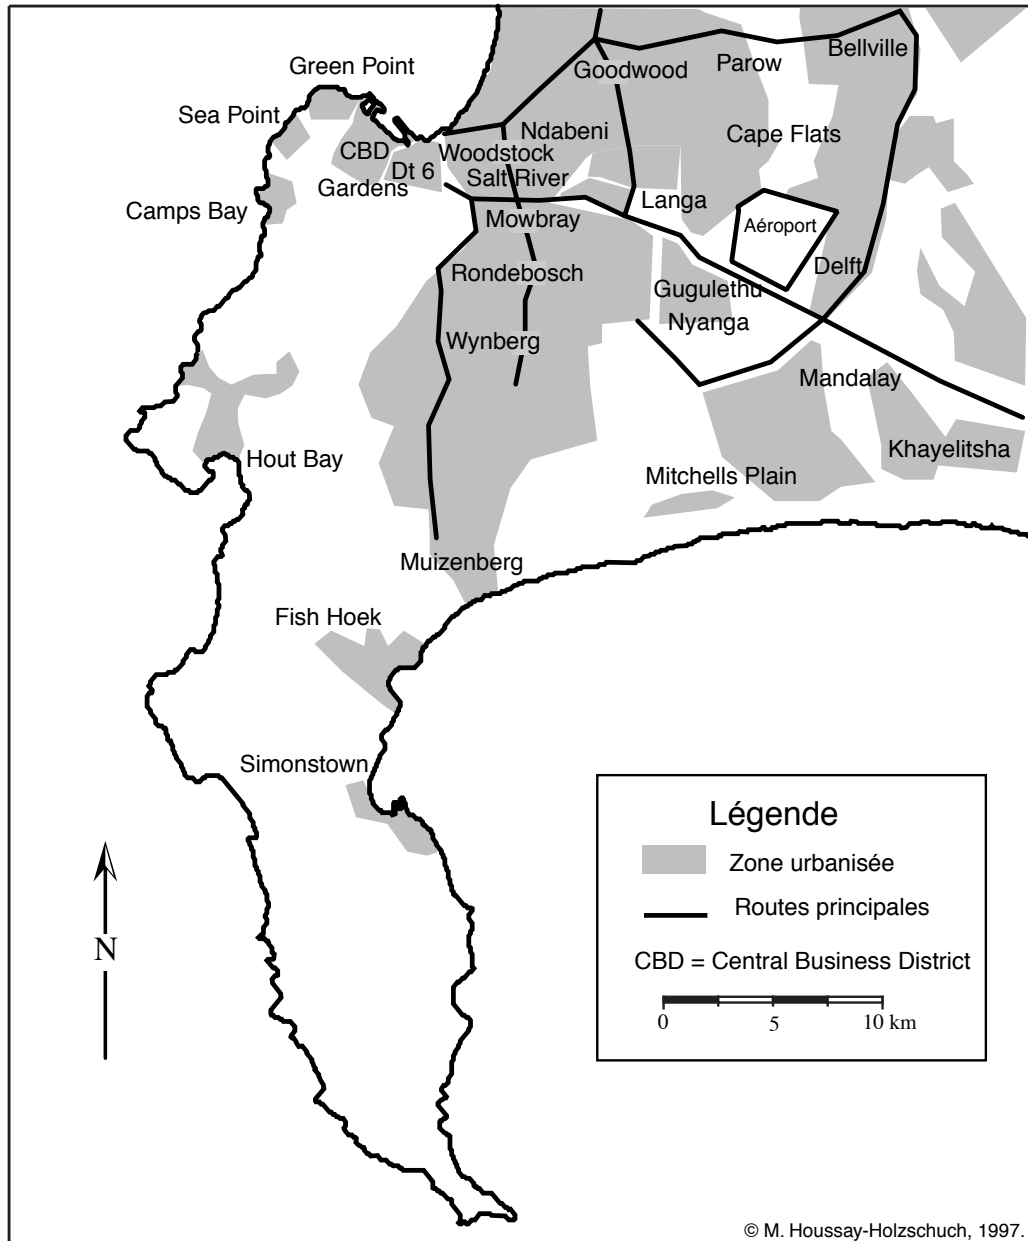 Green Point
Sea Point
CBD
Dt 6
Gardens
Camps Bay
Goodwood
Parow
Bellville
Ndabeni
Cape Flats
Woodstock
Salt River
Langa
Mowbray
Aéroport
Rondebosch
Delft
Gugulethu
Nyanga
Wynberg
Mandalay
Hout Bay
Mitchells Plain
Khayelitsha
Muizenberg
Fish Hoek
Simonstown
N
Légende
Zone urbanisée
Routes principales
CBD = Central Business District
0 5 10 km
© M. Houssay-Holzschuch, 1997.